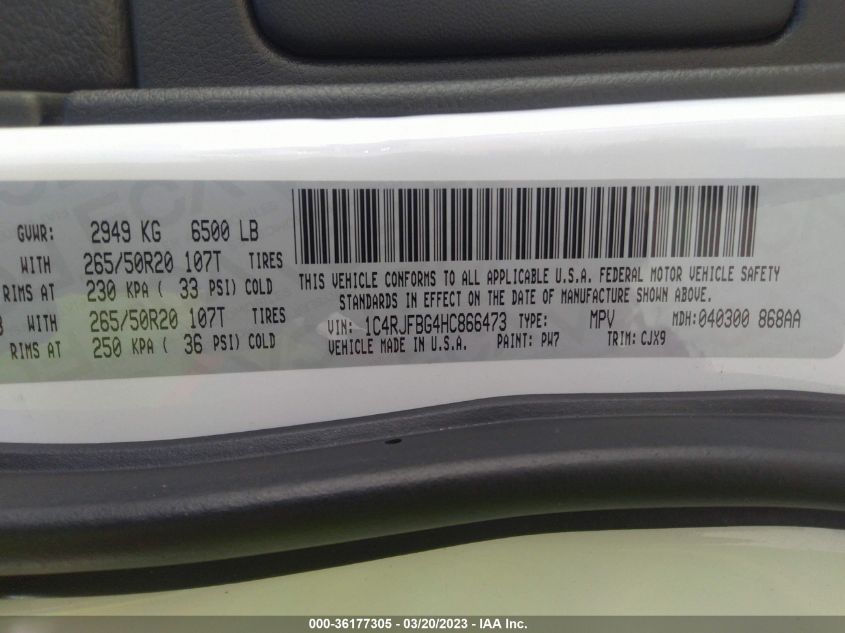 GVWR: 2949 KG 6500 LB
WITH 265/50R20 107T TIRES
RIMS AT 230 KPA ( 33 PSI) COLD
WITH 265/50R20 107T TIRES
RIMS AT 250 KPA ( 36 PSI) COLD
THIS VEHICLE CONFORMS TO ALL APPLICABLE U.S.A. FEDERAL MOTOR VEHICLE SAFETY
STANDARDS IN EFFECT ON THE DATE OF MANUFACTURE SHOWN ABOVE.
VIN: 1C4RJFBG4HC866473 TYPE: MPV MDH: 040300 868AA
VEHICLE MADE IN U.S.A. PAINT: PW7 TRIM: CJX9
000-36177305 - 03/20/2023 - IAA Inc.